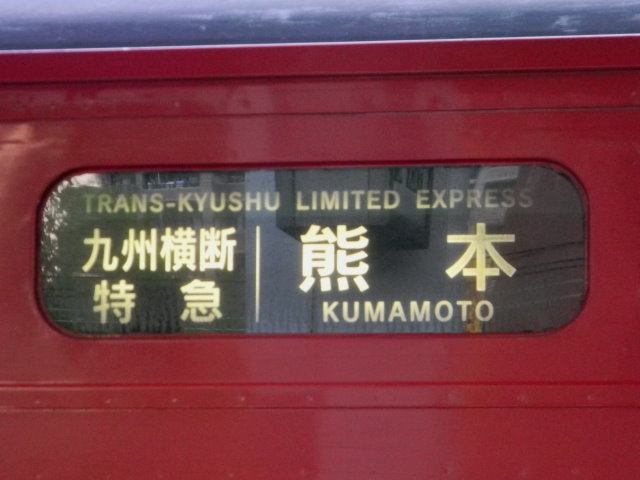 TRANS-KYUSHU LIMITED EXPRESS
九州横断
特急
熊本
KUMAMOTO